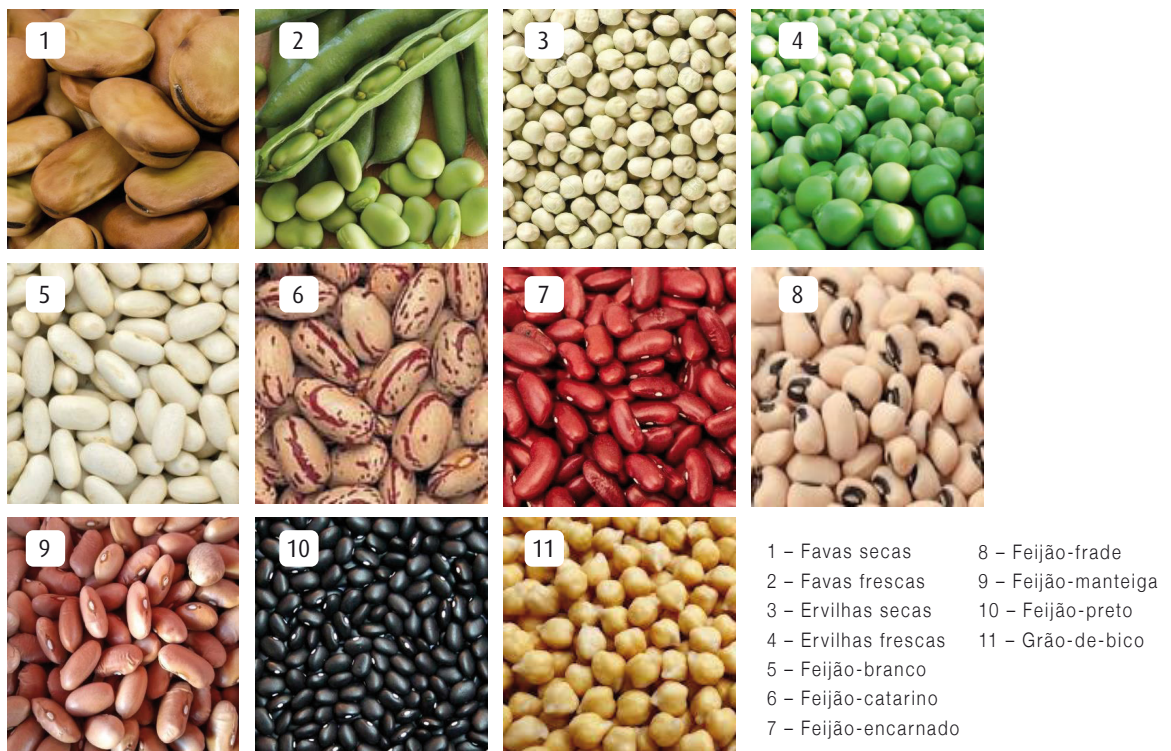 1
2
3
4
5
6
7
8
9
10
11
1 – Favas secas
2 – Favas frescas
3 – Ervilhas secas
4 – Ervilhas frescas
5 – Feijão-branco
6 – Feijão-catarino
7 – Feijão-encarnado
8 – Feijão-frade
9 – Feijão-manteiga
10 – Feijão-preto
11 – Grão-de-bico